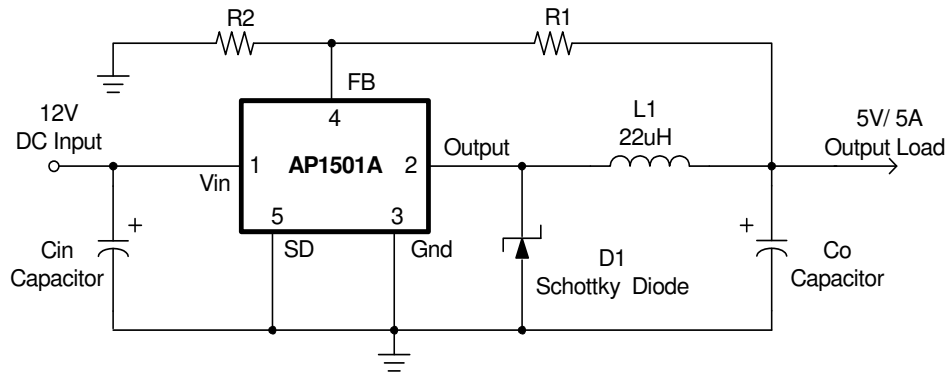 R2
R1
FB
4
12V
DC Input
L1
22uH
5V/ 5A
Output Load
1
AP1501A
2
Output
Vin
5
3
SD
Gnd
+
Cin
Capacitor
D1
Schottky Diode
+
Co
Capacitor